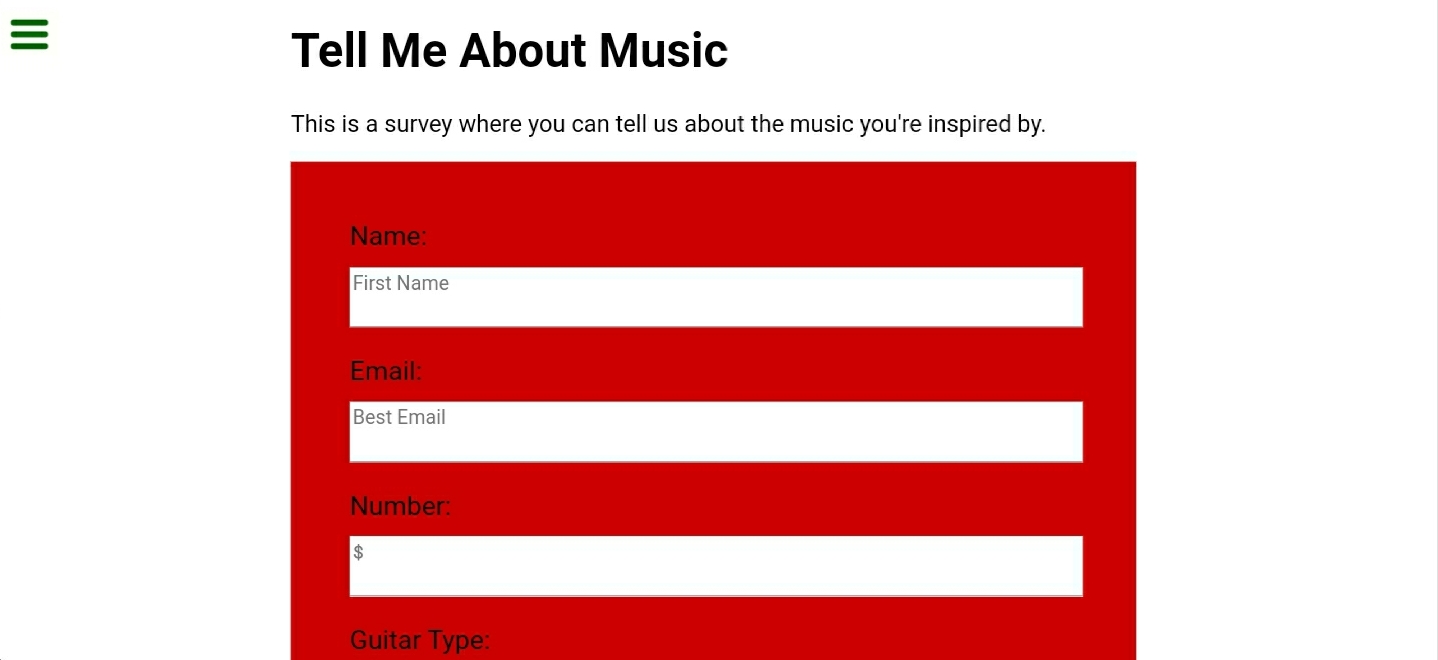 Tell Me About Music
This is a survey where you can tell us about the music you're inspired by.
Name:
First Name
Email:
Best Email
Number:
$
Guitar Type: